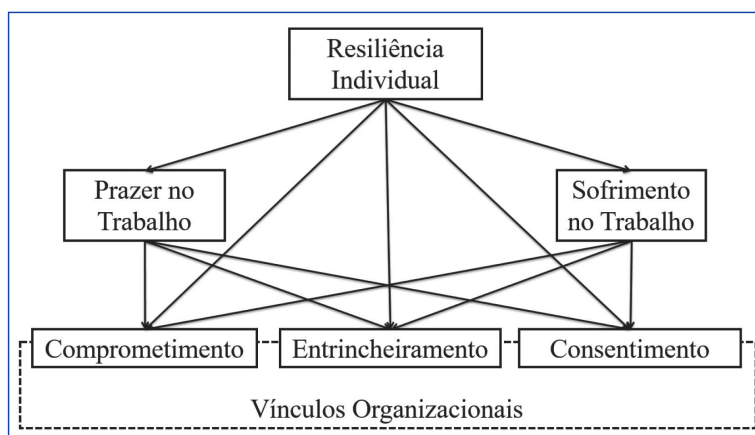 Resiliência
Individual
Prazer no
Trabalho
Sofrimento
no Trabalho
Comprometimento
Entrincheiramento
Consentimento
Vínculos Organizacionais